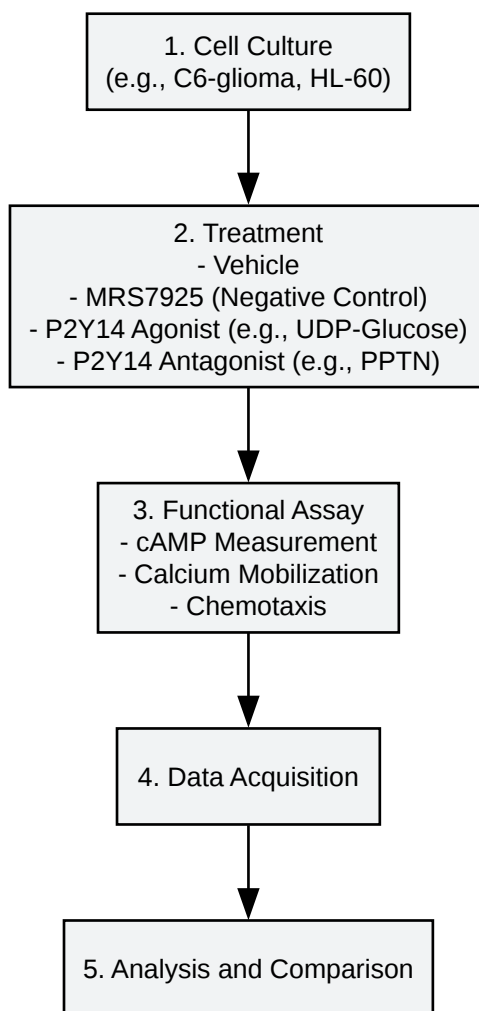 1. Cell Culture
(e.g., C6-glioma, HL-60)
2. Treatment
- Vehicle
- MRS7925 (Negative Control)
- P2Y14 Agonist (e.g., UDP-Glucose)
- P2Y14 Antagonist (e.g., PPTN)
3. Functional Assay
- cAMP Measurement
- Calcium Mobilization
- Chemotaxis
4. Data Acquisition
5. Analysis and Comparison